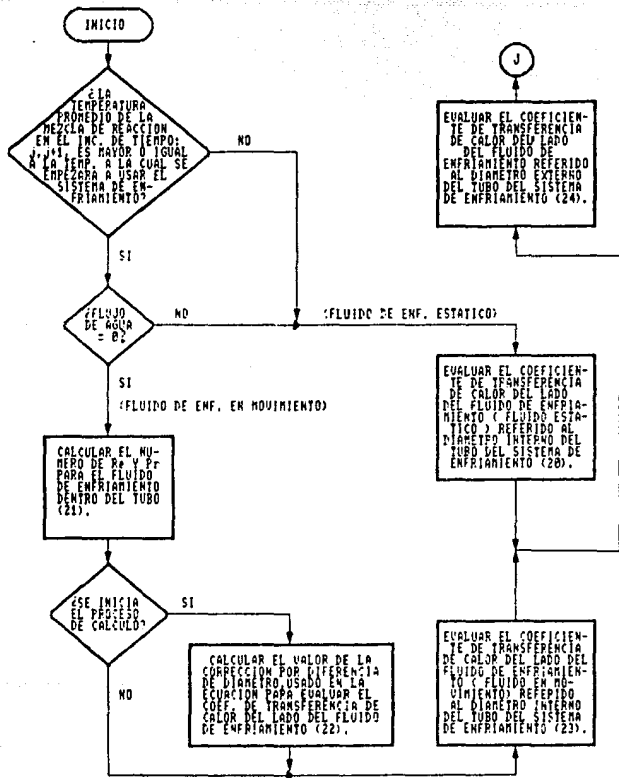 INICIO
¿LA
TEMPERATURA
PROMEDIO DE LA
MEZCLA DE REACCION
EN EL INC. DE TIEMPO:
j+1, ES MAYOR O IGUAL
A LA TEMP. A LA CUAL SE
EMPEZARA A USAR EL
SISTEMA DE EN-
FRIAMIENTO?
NO
SI
¿FLUJO
DE AGUA
= 0?
NO
(FLUIDO DE ENF. ESTATICO)
SI
(FLUIDO DE ENF. EN MOVIMIENTO)
CALCULAR EL NU-
MERO DE Re Y Pr
PARA EL FLUIDO
DE ENFRIAMIENTO
DENTRO DEL TUBO
(21).
¿SE INICIA
EL PROCESO
DE CALCULO?
SI
NO
CALCULAR EL VALOR DE LA
CORRECCION POR DIFERENCIA
DE DIAMETRO,USADO EN LA
ECUACION PARA EVALUAR EL
COEF. DE TRANSFERENCIA DE
CALOR DEL LADO DEL FLUIDO
DE ENFRIAMIENTO (22).
EVALUAR EL COEFICIEN-
TE DE TRANSFERENCIA
DE CALOR DEL LADO DEL
FLUIDO DE ENFRIAMIEN-
TO ( FLUIDO EN MO-
VIMIENTO) REFERIDO
AL DIAMETRO INTERNO
DEL TUBO DEL SISTEMA
DE ENFRIAMIENTO (23).
EVALUAR EL COEFICIEN-
TE DE TRANSFERENCIA
DE CALOR DEL LADO
DEL FLUIDO DE ENFRIA-
MIENTO ( FLUIDO ESTA-
TICO ) REFERIDO AL
DIAMETRO INTERNO DEL
TUBO DEL SISTEMA DE
ENFRIAMIENTO (20).
EVALUAR EL COEFICIEN-
TE DE TRANSFERENCIA
DE CALOR DEL LADO
DEL FLUIDO DE
ENFRIAMIENTO REFERIDO
AL DIAMETRO EXTERNO
DEL TUBO DEL SISTEMA
DE ENFRIAMIENTO (24).
J